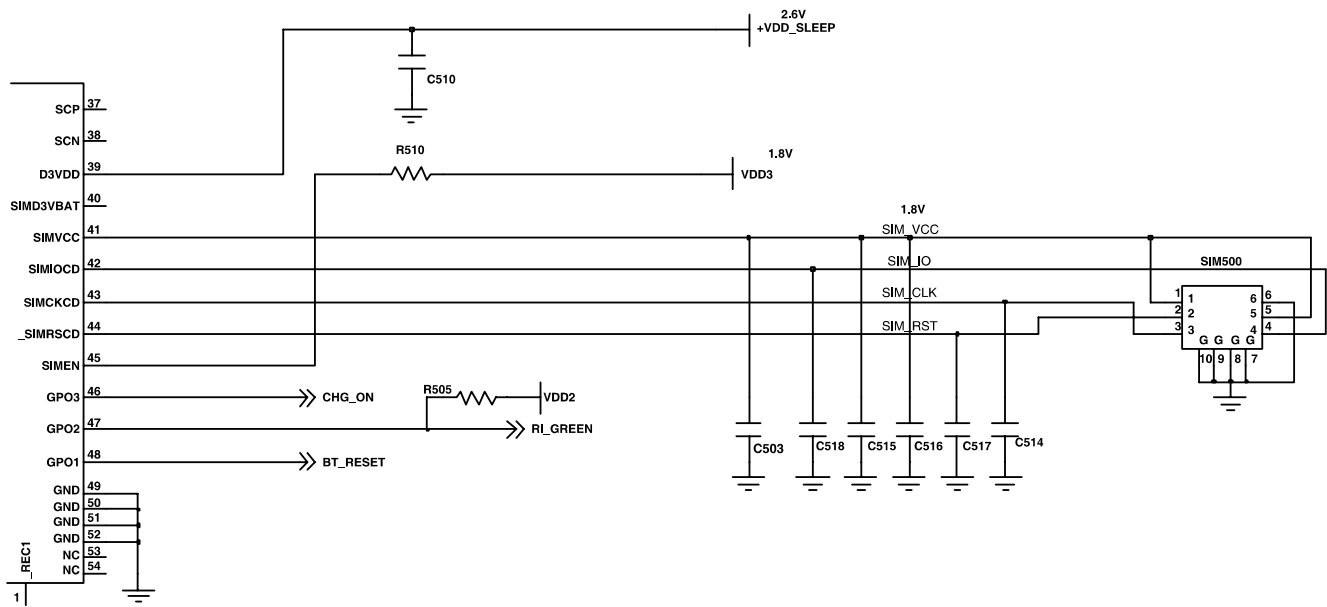 2.6V
+VDD_SLEEP
C510
SCP 37
SCN 38
R510
1.8V
D3VDD 39
VDD3
SIMD3VBAT 40
1.8V
SIMVCC 41
SIM_VCC
SIMIOCD 42
SIM_IO
SIM500
SIMCKCD 43
SIM_CLK
1 1 6 6
2 2 5 5
3 3 4 4
_SIMRSCD 44
SIM_RST
G G G G
10 9 8 7
SIMEN 45
GPO3 46
CHG_ON
R505
VDD2
GPO2 47
RI_GREEN
C503
C518
C515
C516
C517
C514
GPO1 48
BT_RESET
GND 49
GND 50
GND 51
GND 52
NC 53
NC 54
_REC1
1